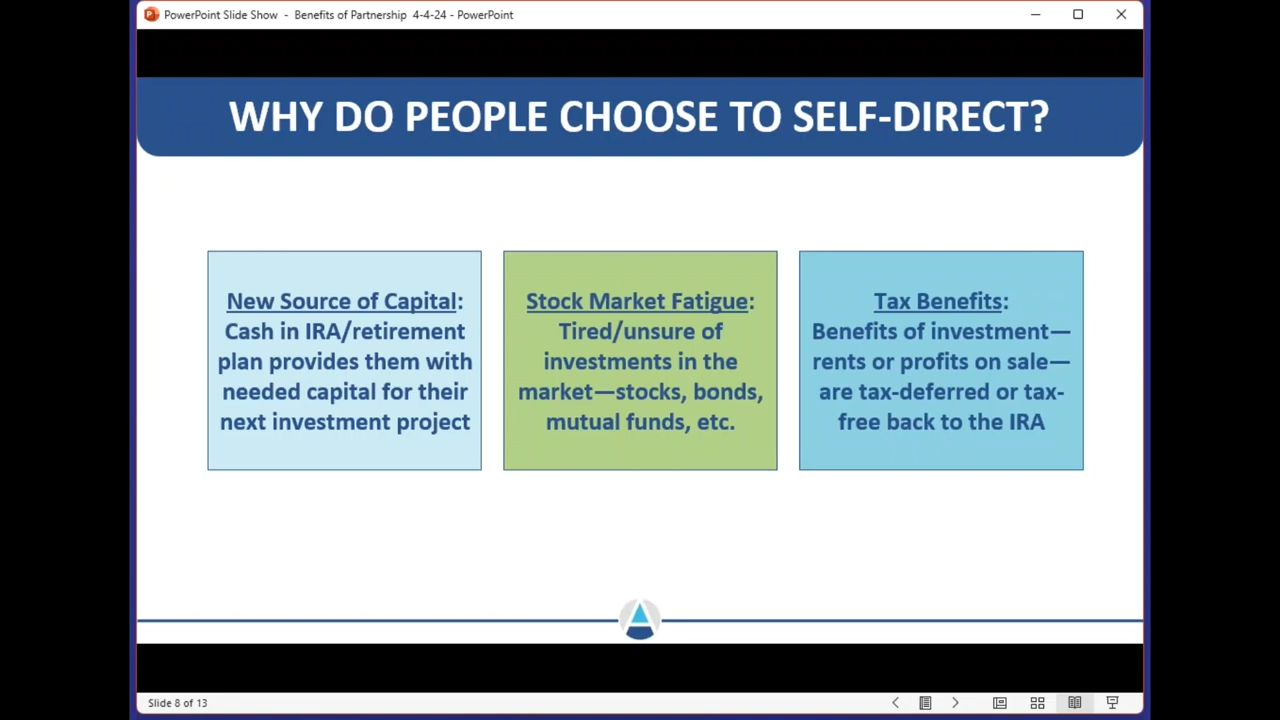 PowerPoint Slide Show - Benefits of Partnership 4-4-24 - PowerPoint
WHY DO PEOPLE CHOOSE TO SELF-DIRECT?
New Source of Capital:
Cash in IRA/retirement
plan provides them with
needed capital for their
next investment project
Stock Market Fatigue:
Tired/unsure of
investments in the
market—stocks, bonds,
mutual funds, etc.
Tax Benefits:
Benefits of investment—
rents or profits on sale—
are tax-deferred or tax-
free back to the IRA
Slide 8 of 13